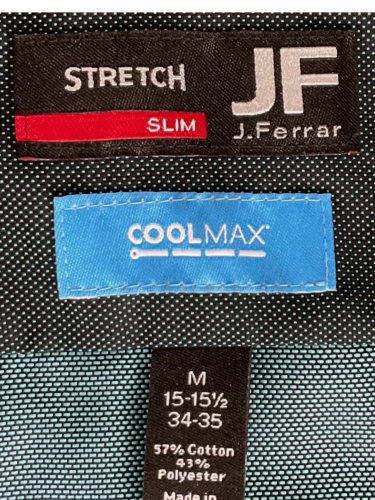 STRETCH JF
SLIM J.Ferrar
COOLMAX®
M
15-15½
34-35
57% Cotton
43%
Polyester
Made in